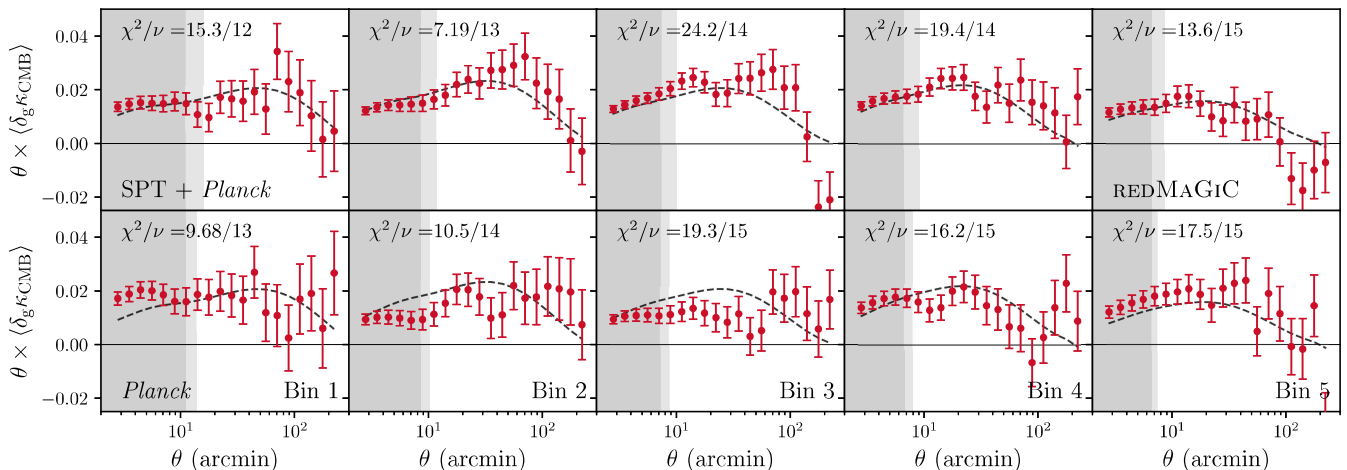 χ²/ν =15.3/12
χ²/ν =7.19/13
χ²/ν =24.2/14
χ²/ν =19.4/14
χ²/ν =13.6/15
0.04
0.02
0.00
−0.02
θ × ⟨δ_g κ_CMB⟩
SPT + Planck
REDMAGIC
χ²/ν =9.68/13
χ²/ν =10.5/14
χ²/ν =19.3/15
χ²/ν =16.2/15
χ²/ν =17.5/15
0.04
0.02
0.00
−0.02
θ × ⟨δ_g κ_CMB⟩
Planck
Bin 1
Bin 2
Bin 3
Bin 4
Bin 5
10¹ 10²
10¹ 10²
10¹ 10²
10¹ 10²
10¹ 10²
θ (arcmin)
θ (arcmin)
θ (arcmin)
θ (arcmin)
θ (arcmin)